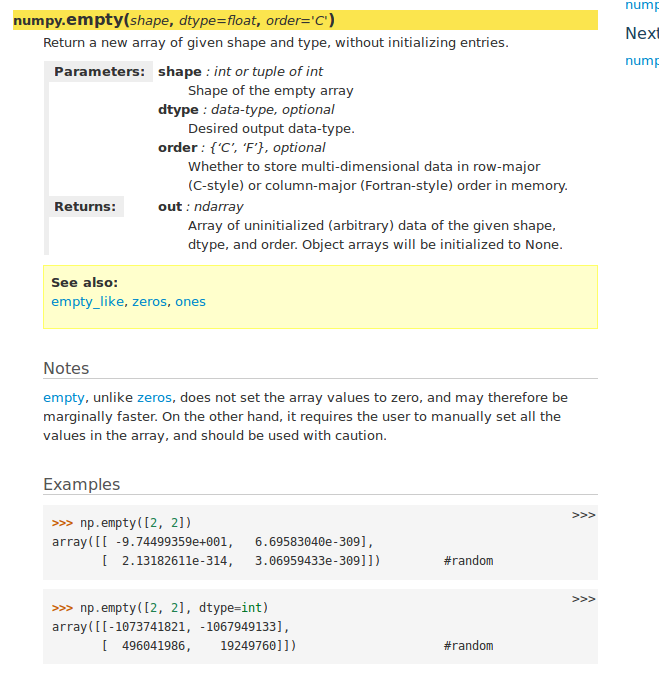 numpy.empty(shape, dtype=float, order='C')
Return a new array of given shape and type, without initializing entries.
Parameters: shape : int or tuple of int
Shape of the empty array
dtype : data-type, optional
Desired output data-type.
order : {‘C’, ‘F’}, optional
Whether to store multi-dimensional data in row-major
(C-style) or column-major (Fortran-style) order in memory.
Returns: out : ndarray
Array of uninitialized (arbitrary) data of the given shape,
dtype, and order. Object arrays will be initialized to None.
See also:
empty_like, zeros, ones
Notes
empty, unlike zeros, does not set the array values to zero, and may therefore be
marginally faster. On the other hand, it requires the user to manually set all the
values in the array, and should be used with caution.
Examples
>>>
>>> np.empty([2, 2])
array([[ -9.74499359e+001, 6.69583040e-309],
[ 2.13182611e-314, 3.06959433e-309]]) #random
>>>
>>> np.empty([2, 2], dtype=int)
array([[-1073741821, -1067949133],
[ 496041986, 19249760]]) #random
nump
Next
nump